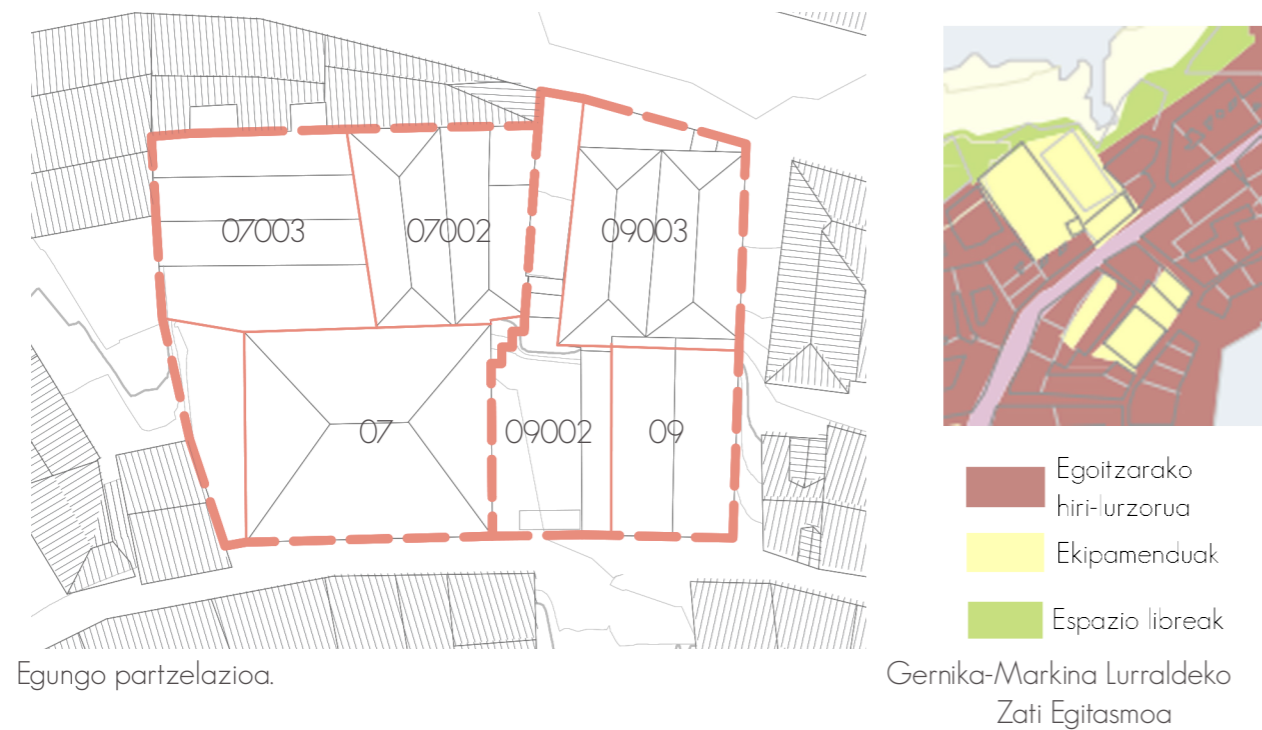 07003
07002
09003
07
09002
09
Egungo partzelazioa.
Egoitzarako
hiri-lurzorua
Ekipamenduak
Espazio libreak
Gernika-Markina Lurraldeko
Zati Egitasmoa